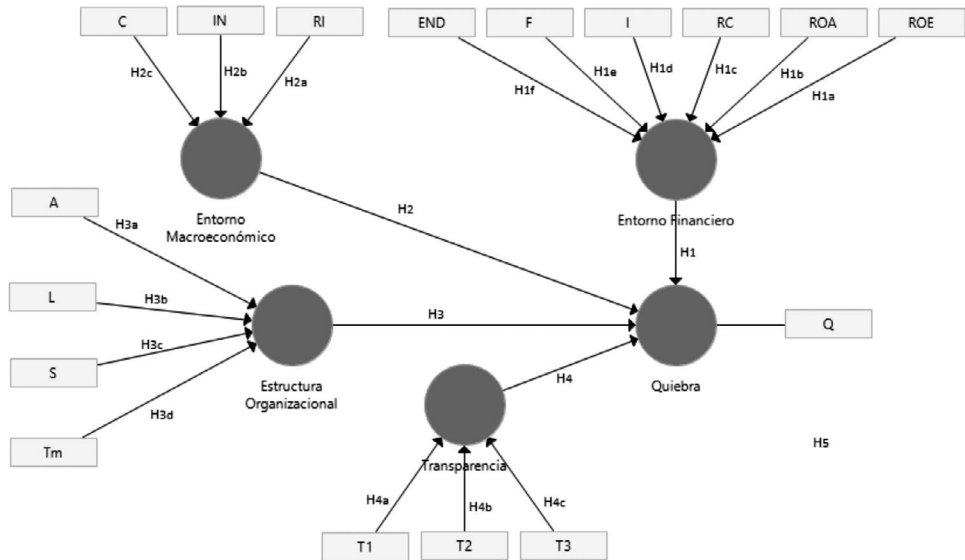 C
IN
RI
END
F
I
RC
ROA
ROE
H2c
H2b
H2a
H1f
H1e
H1d
H1c
H1b
H1a
A
H3a
Entorno
Macroeconómico
H2
Entorno Financiero
H1
L
H3b
H3
Q
S
H3c
Estructura
Organizacional
H4
Quiebra
H3d
Tm
Transparencia
H5
H4a
H4b
H4c
T1
T2
T3